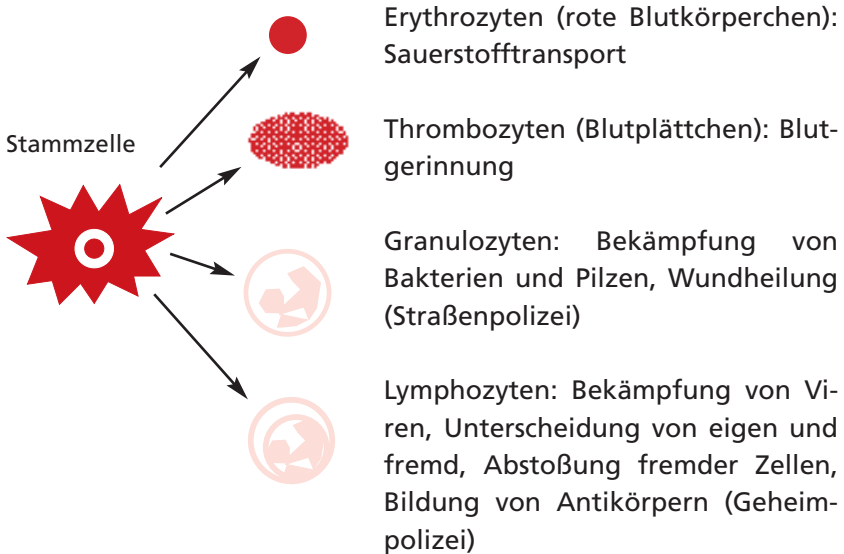 Stammzelle
Erythrozyten (rote Blutkörperchen):
Sauerstofftransport
Thrombozyten (Blutplättchen): Blut-
gerinnung
Granulozyten: Bekämpfung von
Bakterien und Pilzen, Wundheilung
(Straßenpolizei)
Lymphozyten: Bekämpfung von Vi-
ren, Unterscheidung von eigen und
fremd, Abstoßung fremder Zellen,
Bildung von Antikörpern (Geheim-
polizei)